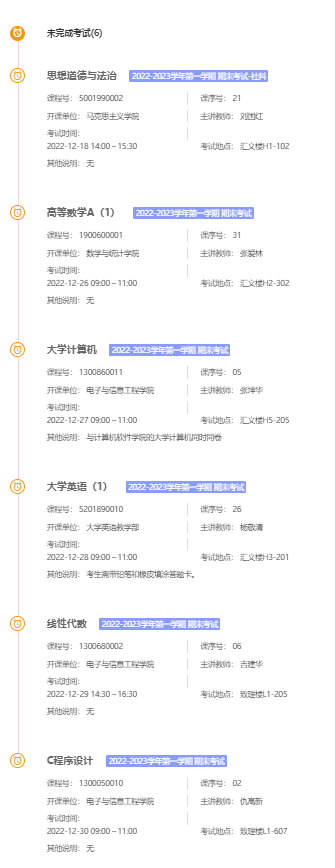 未完成考试(6)
思想道德与法治 2022-2023学年第一学期 期末考试-社科
课程号： 5001990002 课序号： 21
开课单位： 马克思主义学院 主讲教师： 刘国红
考试时间：
2022-12-18 14:00～15:30 考试地点： 汇义楼H1-102
其他说明： 无
高等数学A（1） 2022-2023学年第一学期 期末考试
课程号： 1900600001 课序号： 31
开课单位： 数学与统计学院 主讲教师： 张爱林
考试时间：
2022-12-26 09:00～11:00 考试地点： 汇义楼H2-302
其他说明： 无
大学计算机 2022-2023学年第一学期 期末考试
课程号： 1300860011 课序号： 05
开课单位： 电子与信息工程学院 主讲教师： 张坤华
考试时间：
2022-12-27 09:00～11:00 考试地点： 汇义楼H5-205
其他说明： 与计算机软件学院的大学计算机同时同卷
大学英语（1） 2022-2023学年第一学期 期末考试
课程号： 5201890010 课序号： 26
开课单位： 大学英语教学部 主讲教师： 杨敬清
考试时间：
2022-12-28 09:00～11:00 考试地点： 汇义楼H3-201
其他说明： 考生需带铅笔和橡皮填涂答题卡。
线性代数 2022-2023学年第一学期 期末考试
课程号： 1300680002 课序号： 06
开课单位： 电子与信息工程学院 主讲教师： 吉建华
考试时间：
2022-12-29 14:30～16:30 考试地点： 致理楼L1-205
其他说明： 无
C程序设计 2022-2023学年第一学期 期末考试
课程号： 1300050010 课序号： 02
开课单位： 电子与信息工程学院 主讲教师： 仇高新
考试时间：
2022-12-30 09:00～11:00 考试地点： 致理楼L1-607
其他说明： 无